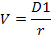 V = D1/r